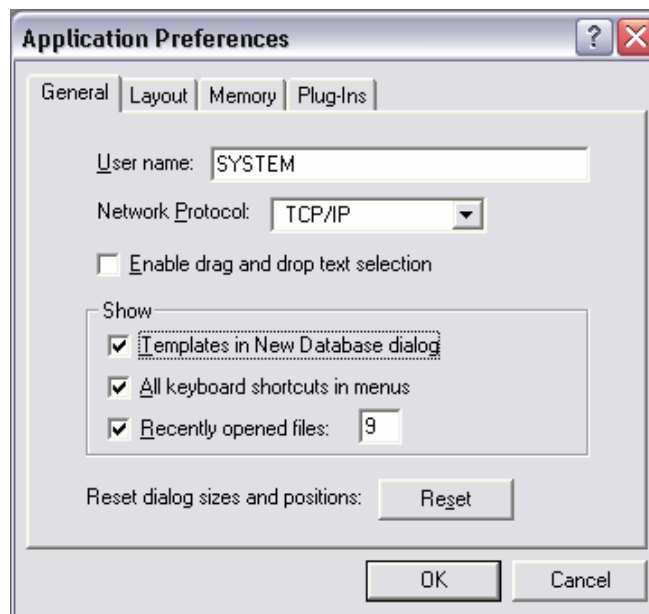 Application Preferences ?
General Layout Memory Plug-Ins
User name: SYSTEM
Network Protocol: TCP/IP
Enable drag and drop text selection
Show
Templates in New Database dialog
All keyboard shortcuts in menus
Recently opened files: 9
Reset dialog sizes and positions: Reset
OK Cancel